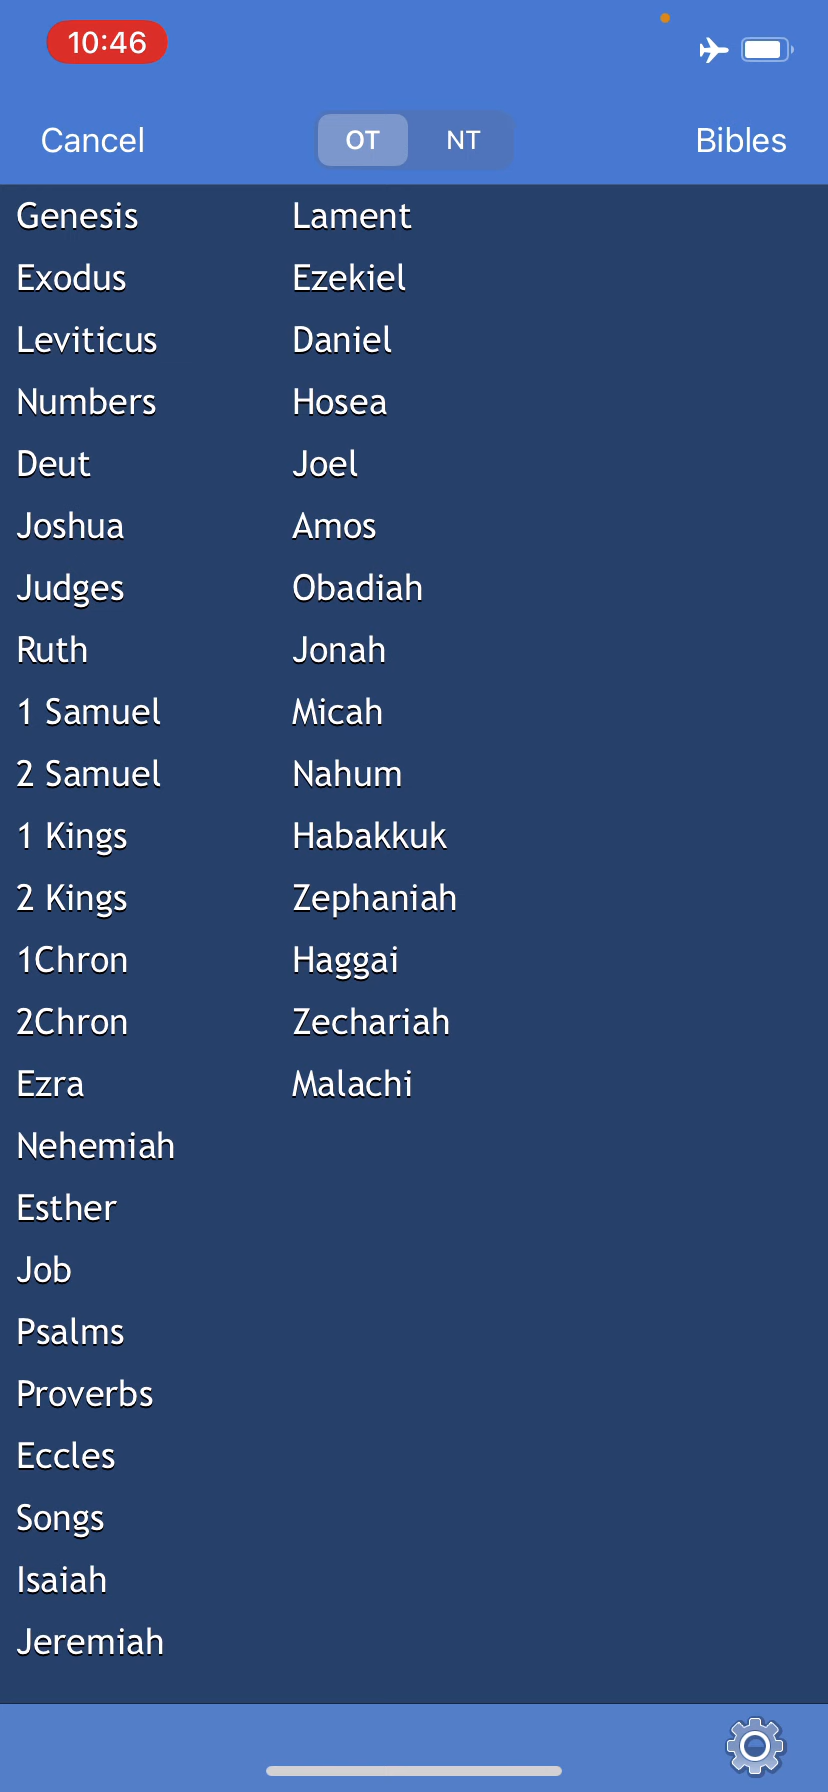 10:46
Cancel OT NT Bibles
Genesis
Exodus
Leviticus
Numbers
Deut
Joshua
Judges
Ruth
1 Samuel
2 Samuel
1 Kings
2 Kings
1Chron
2Chron
Ezra
Nehemiah
Esther
Job
Psalms
Proverbs
Eccles
Songs
Isaiah
Jeremiah
Lament
Ezekiel
Daniel
Hosea
Joel
Amos
Obadiah
Jonah
Micah
Nahum
Habakkuk
Zephaniah
Haggai
Zechariah
Malachi